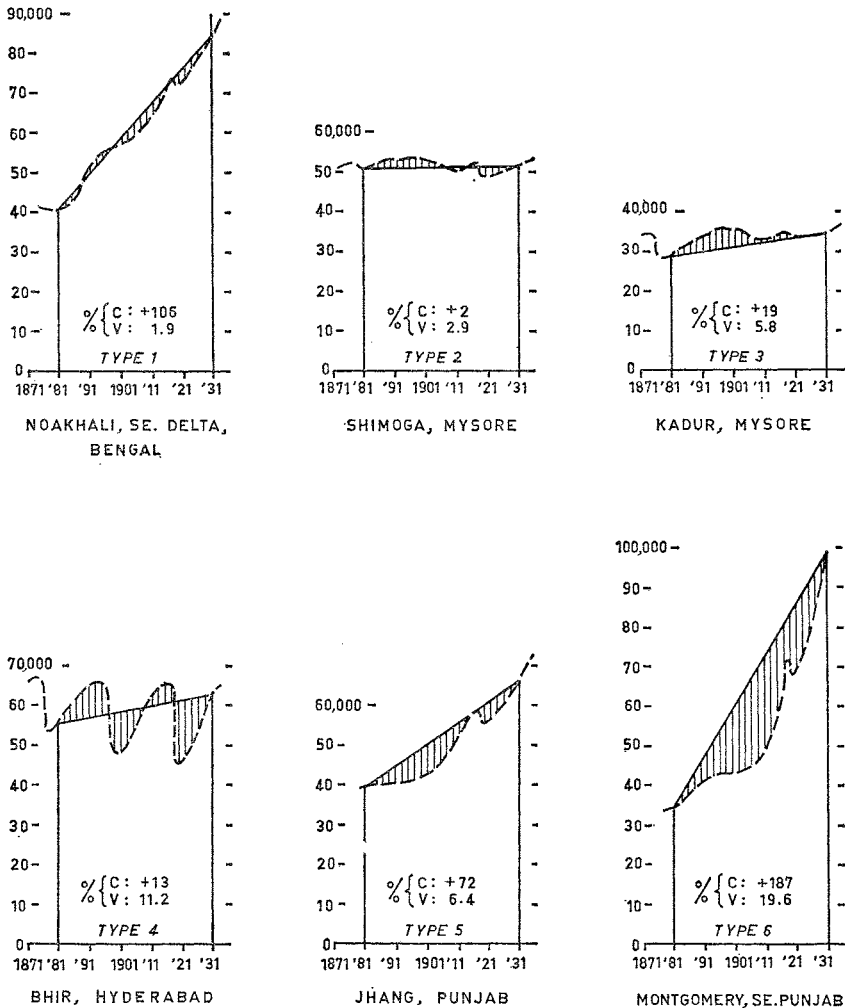 90,000
80
70
60
50
40
30
20
10
0
% { C: +106
V: 1.9
TYPE 1
1871 '81 '91 1901 '11 '21 '31
NOAKHALI, SE. DELTA,
BENGAL
60,000
50
40
30
20
10
0
% { C: +2
V: 2.9
TYPE 2
1871 '81 '91 1901 '11 '21 '31
SHIMOGA, MYSORE
40,000
30
20
10
0
% { C: +19
V: 5.8
TYPE 3
1871 '81 '91 1901 '11 '21 '31
KADUR, MYSORE
70,000
60
50
40
30
20
10
0
% { C: +13
V: 11.2
TYPE 4
1871 '81 '91 1901 '11 '21 '31
BHIR, HYDERABAD
60,000
50
40
30
20
10
0
% { C: +72
V: 6.4
TYPE 5
1871 '81 '91 1901 '11 '21 '31
JHANG, PUNJAB
100,000
90
80
70
60
50
40
30
20
10
0
% { C: +187
V: 19.6
TYPE 6
1871 '81 '91 1901 '11 '21 '31
MONTGOMERY, SE. PUNJAB